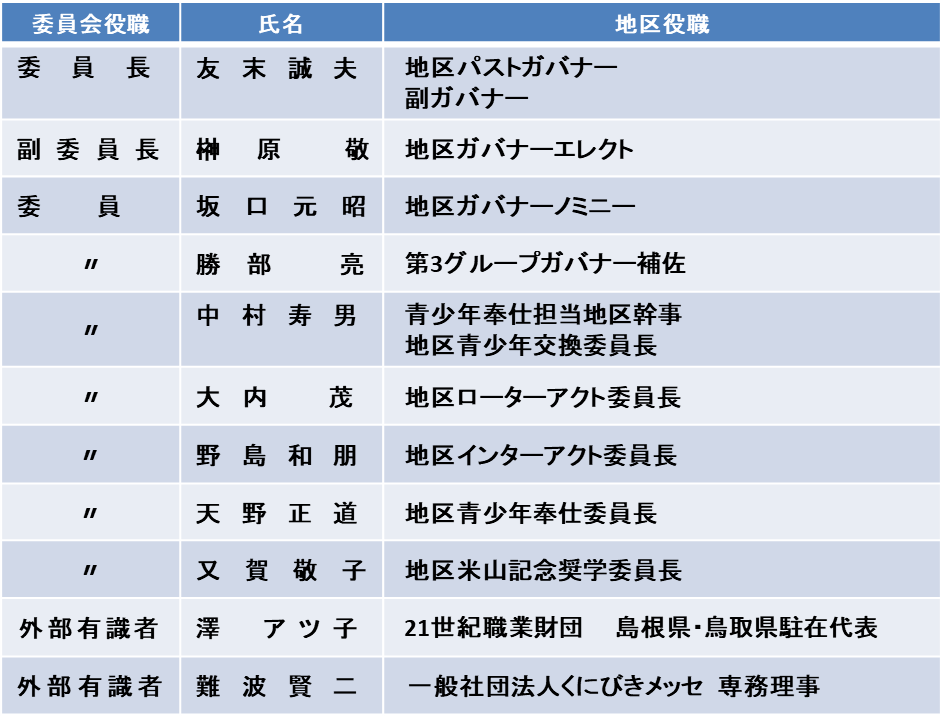 委員会役職 氏名 地区役職
委員長 友末誠夫 地区パストガバナー
副ガバナー
副委員長 榊原 敬 地区ガバナーエレクト
委員 坂口元昭 地区ガバナーノミニー
〃 勝部 亮 第3グループガバナー補佐
〃 中村寿男 青少年奉仕担当地区幹事
地区青少年交換委員長
〃 大内 茂 地区ローターアクト委員長
〃 野島和朋 地区インターアクト委員長
〃 天野正道 地区青少年奉仕委員長
〃 又賀敬子 地区米山記念奨学委員長
外部有識者 澤 アツ子 21世紀職業財団 島根県・鳥取県駐在代表
外部有識者 難波賢二 一般社団法人くにびきメッセ 専務理事